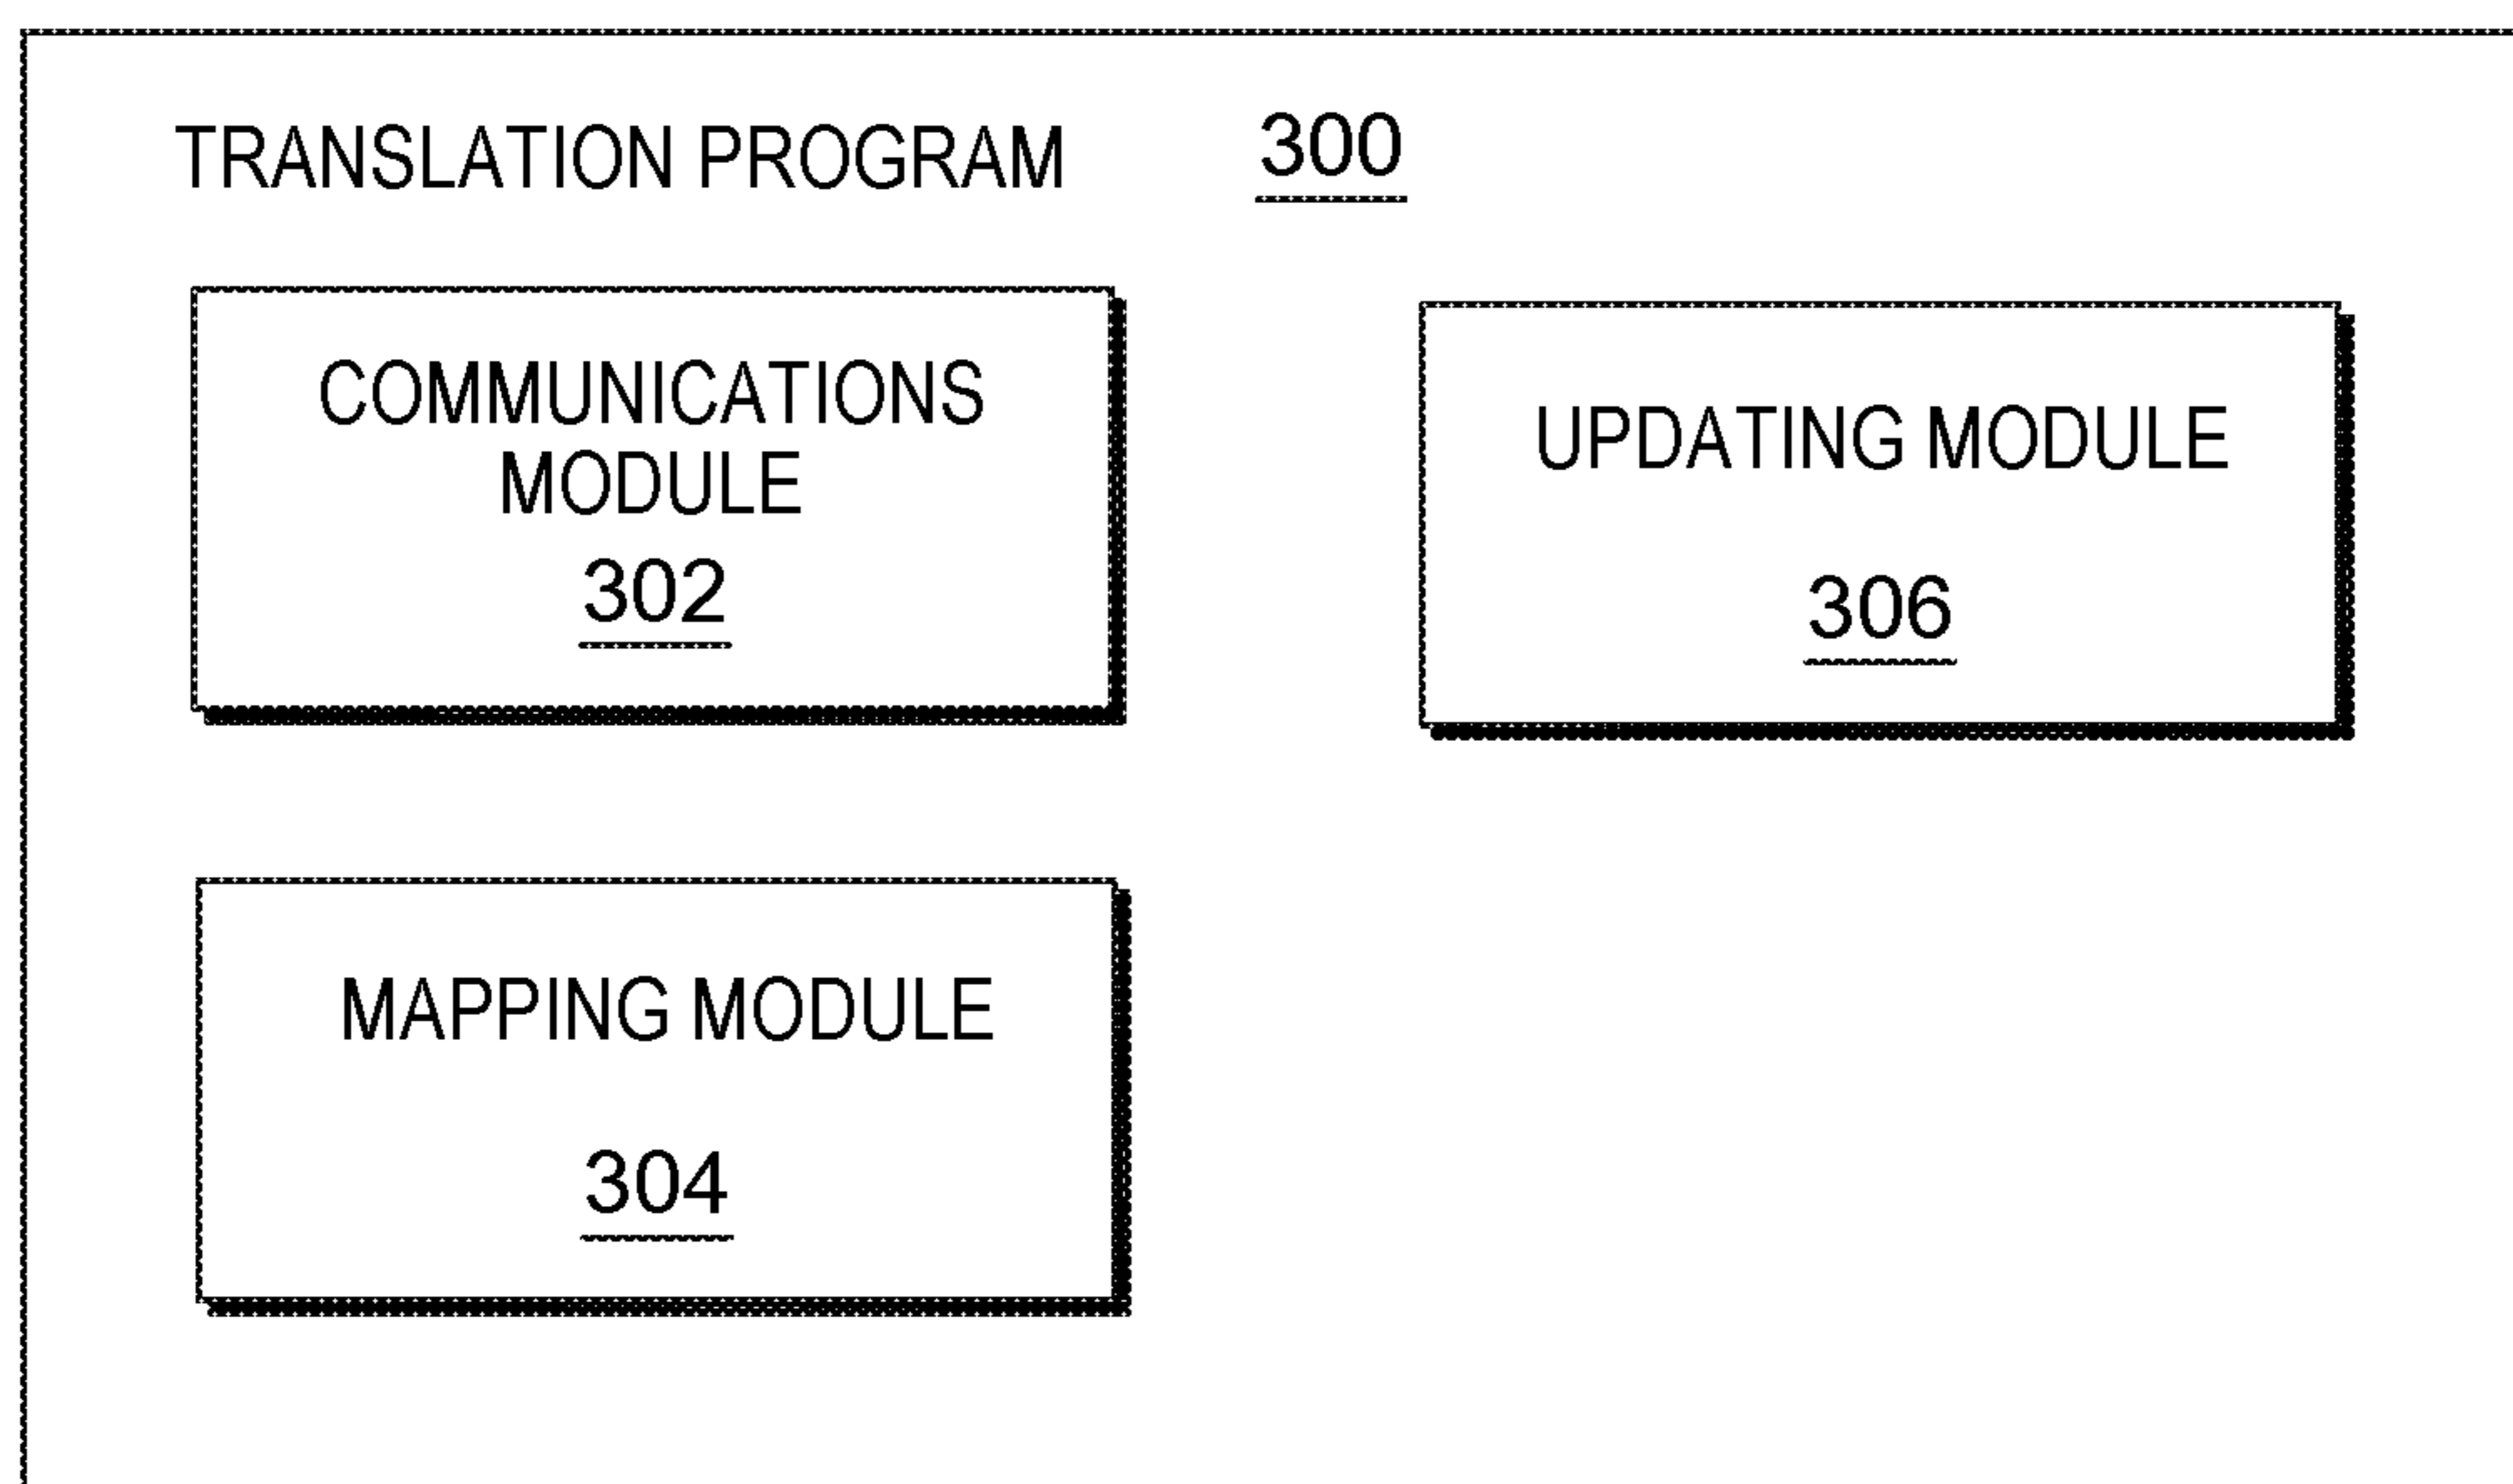 TRANSLATION PROGRAM 300
COMMUNICATIONS
MODULE
302
UPDATING MODULE
306
MAPPING MODULE
304